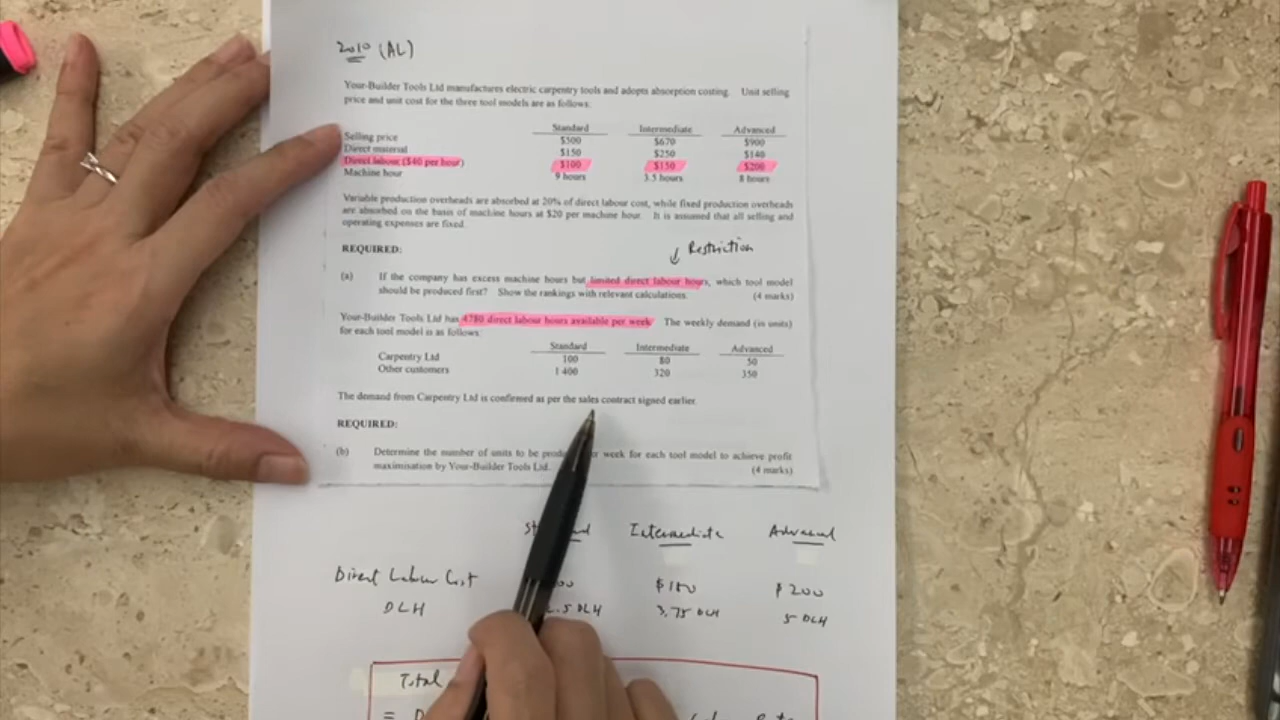 2010 (AL)
Your-Builder Tools Ltd manufactures electric carpentry tools and adopts absorption costing. Unit selling
price and unit cost for the three tool models are as follows:
Standard Intermediate Advanced
Selling price $500 $670 $900
Direct material $150 $250 $140
Direct labour ($40 per hour) $100 $150 $200
Machine hour 9 hours 3.5 hours 8 hours
Variable production overheads are absorbed at 20% of direct labour cost, while fixed production overheads
are absorbed on the basis of machine hours at $20 per machine hour. It is assumed that all selling and
operating expenses are fixed.
REQUIRED:
↓ Restriction
(a) If the company has excess machine hours but limited direct labour hours, which tool model
should be produced first? Show the rankings with relevant calculations. (4 marks)
Your-Builder Tools Ltd has 4780 direct labour hours available per week. The weekly demand (in units)
for each tool model is as follows:
Standard Intermediate Advanced
Carpentry Ltd 100 80 50
Other customers 1 400 320 350
The demand from Carpentry Ltd is confirmed as per the sales contract signed earlier.
REQUIRED:
(b) Determine the number of units to be week for each tool model to achieve profit
maximisation by Your-Builder Tools Ltd. (4 marks)
Intermediate Advanced
Direct Labour Cost $150 $200
DLH 2.5 DLH 3.75 DLH 5 DLH
Total
=